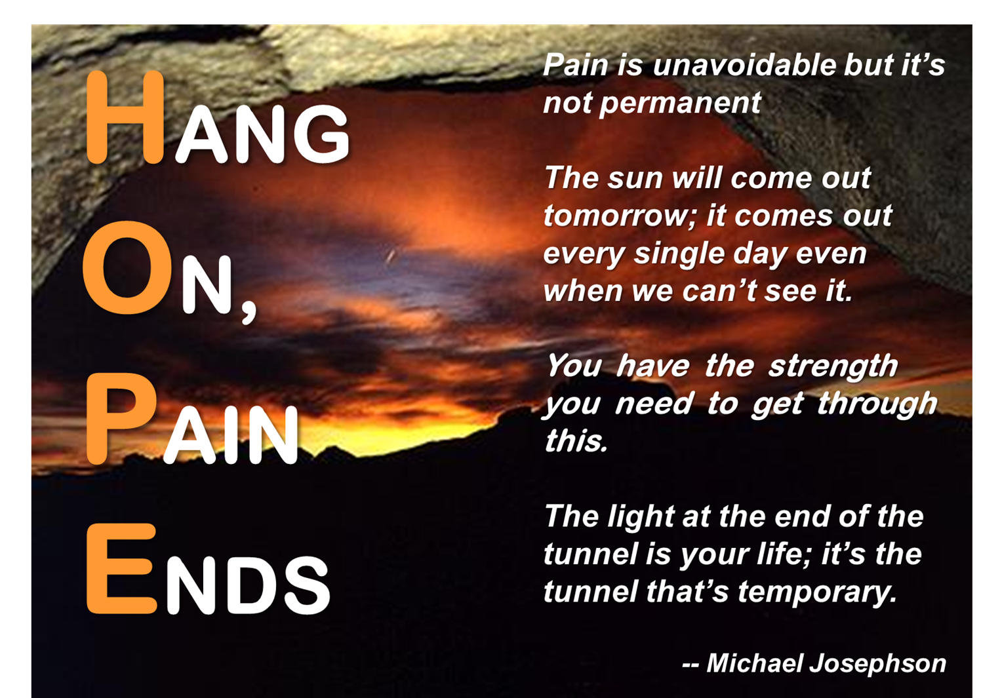 HANG
ON,
PAIN
ENDS
Pain is unavoidable but it’s
not permanent
The sun will come out
tomorrow; it comes out
every single day even
when we can’t see it.
You have the strength
you need to get through
this.
The light at the end of the
tunnel is your life; it’s the
tunnel that’s temporary.
-- Michael Josephson